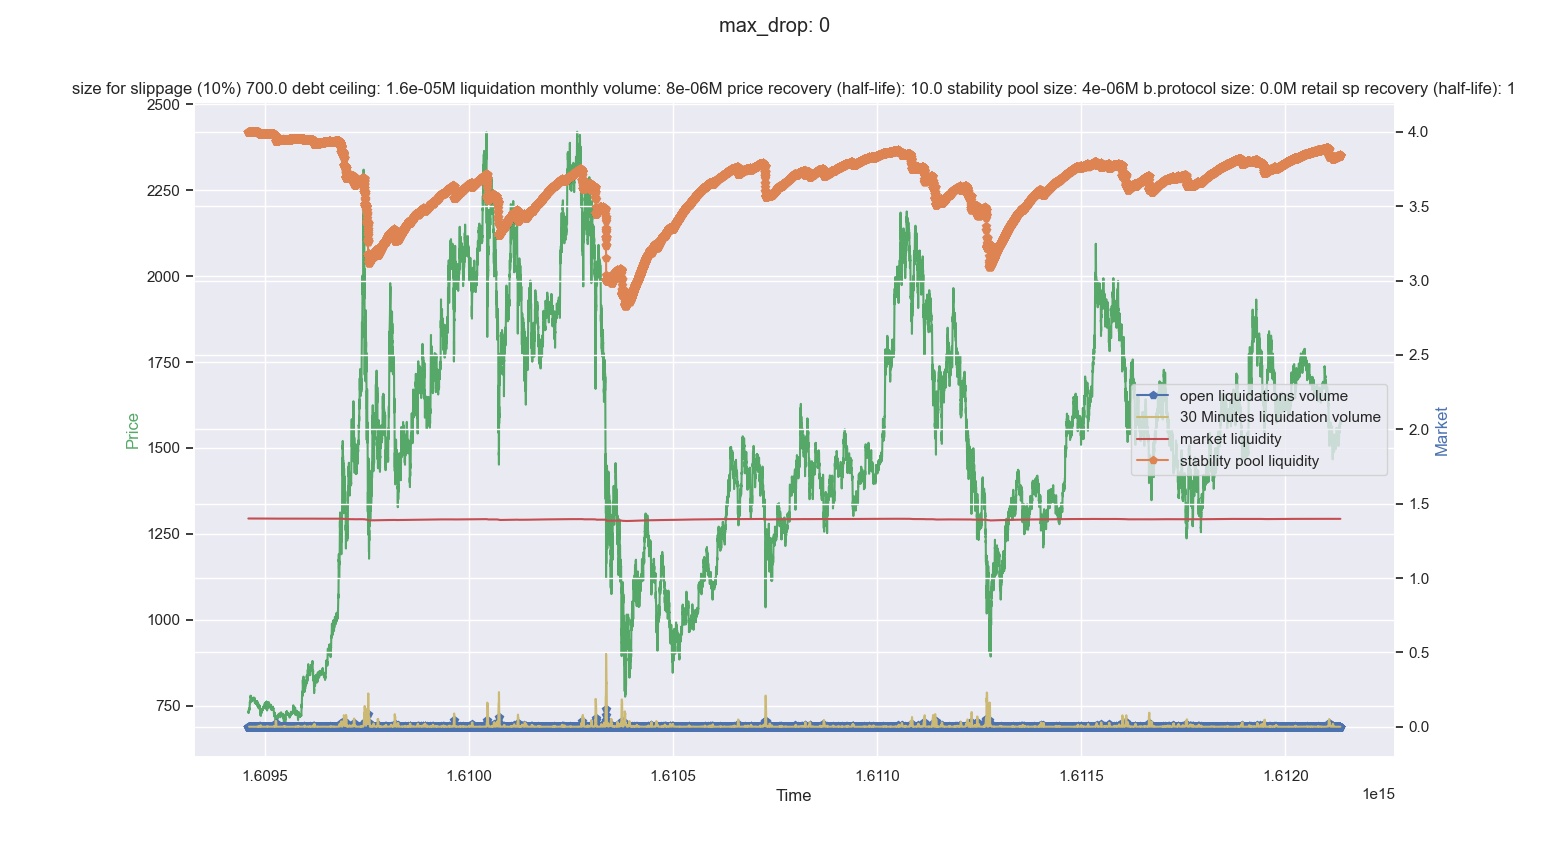 max_drop: 0
size for slippage (10%) 700.0 debt ceiling: 1.6e-05M liquidation monthly volume: 8e-06M price recovery (half-life): 10.0 stability pool size: 4e-06M b.protocol size: 0.0M retail sp recovery (half-life): 1
2500
2250
2000
1750
1500
1250
1000
750
Price
4.0
3.5
3.0
2.5
2.0
1.5
1.0
0.5
0.0
Market
open liquidations volume
30 Minutes liquidation volume
market liquidity
stability pool liquidity
1.6095
1.6100
1.6105
1.6110
1.6115
1.6120
Time
1e15